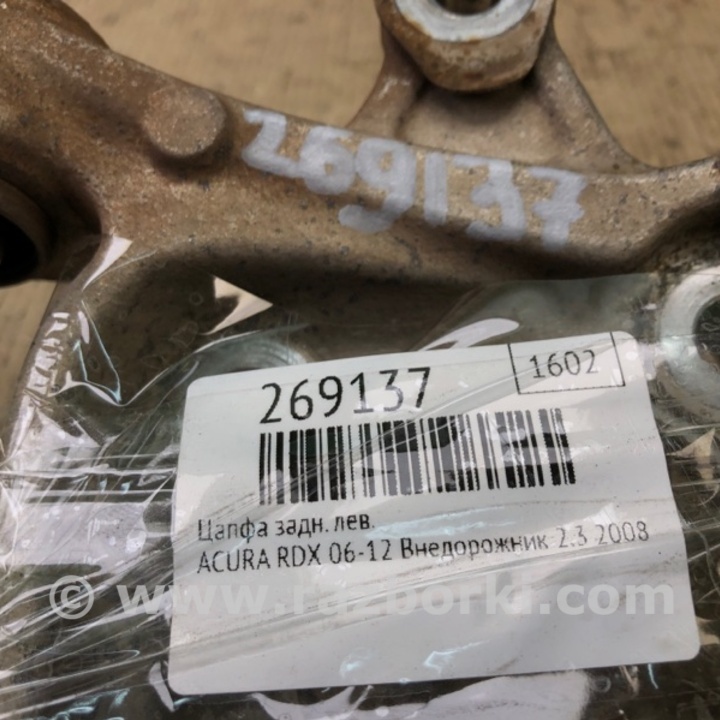 269137
269137
1602
Цапфа задн. лев.
ACURA RDX 06-12 Внедорожник 2.3 2008
© www.razborki.com